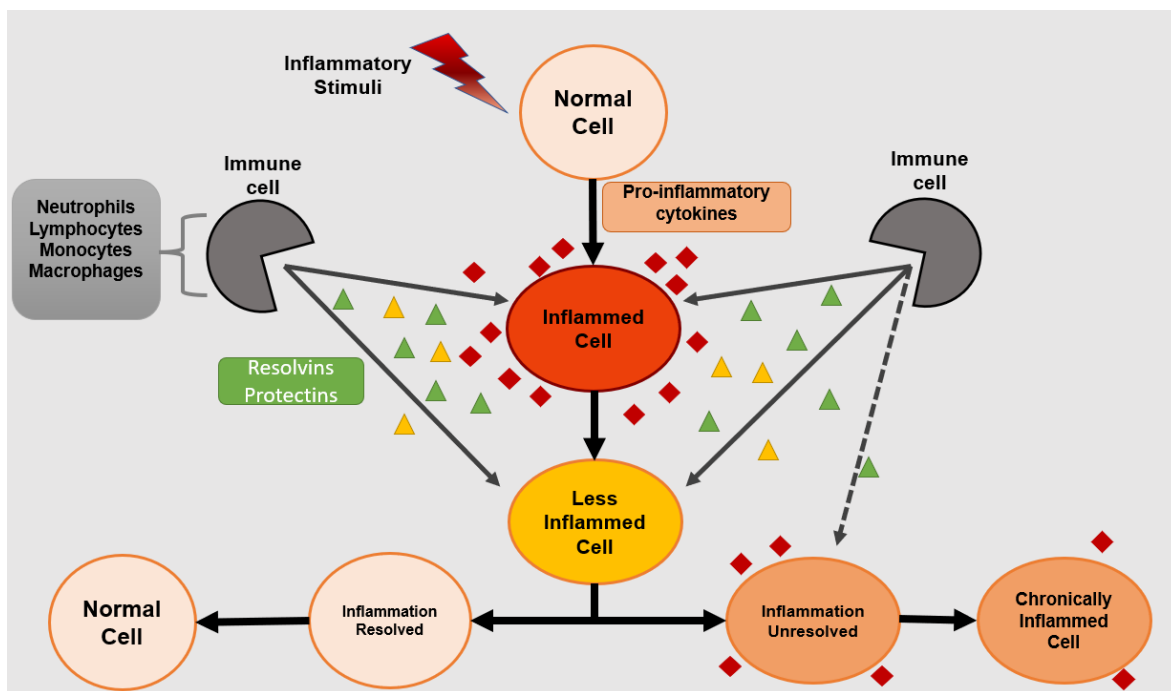 Inflammatory
Stimuli
Normal
Cell
Immune
cell
Immune
cell
Pro-inflammatory
cytokines
Neutrophils
Lymphocytes
Monocytes
Macrophages
Inflammed
Cell
Resolvins
Protectins
Less
Inflammed
Cell
Normal
Cell
Inflammation
Resolved
Inflammation
Unresolved
Chronically
Inflammed
Cell